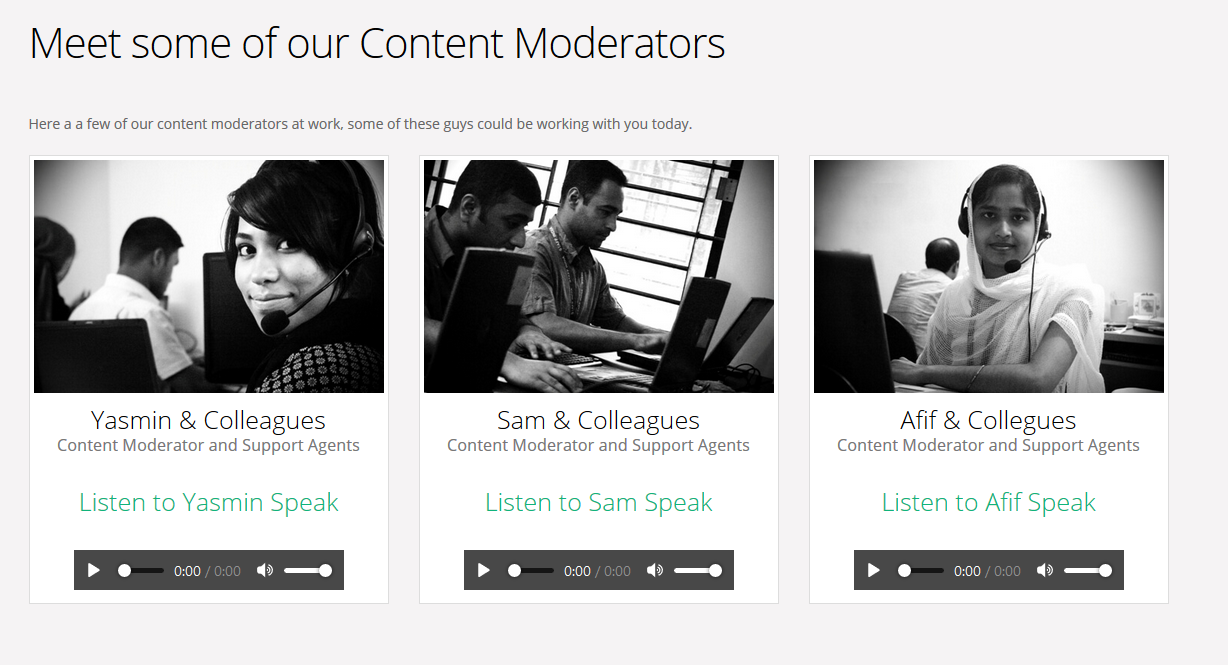 Meet some of our Content Moderators
Here a a few of our content moderators at work, some of these guys could be working with you today.
Yasmin & Colleagues
Content Moderator and Support Agents
Listen to Yasmin Speak
0:00 / 0:00
Sam & Colleagues
Content Moderator and Support Agents
Listen to Sam Speak
0:00 / 0:00
Afif & Collegues
Content Moderator and Support Agents
Listen to Afif Speak
0:00 / 0:00